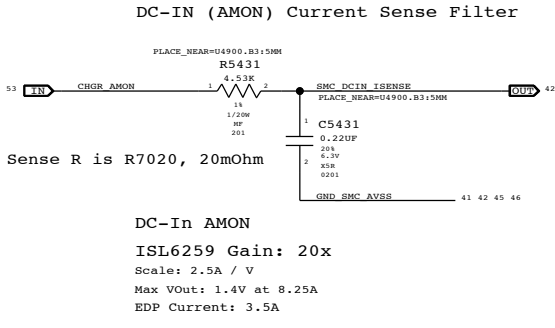 DC-IN (AMON) Current Sense Filter
PLACE_NEAR=U4900.B3:5MM
R5431
4.53K
53 IN CHGR_AMON 1 2 SMC_DCIN_ISENSE OUT 42
PLACE_NEAR=U4900.B3:5MM
1%
1/20W
MF
201
1 C5431
0.22UF
20%
6.3V
2 X5R
0201
Sense R is R7020, 20mOhm
GND_SMC_AVSS 41 42 45 46
DC-In AMON
ISL6259 Gain: 20x
Scale: 2.5A / V
Max VOut: 1.4V at 8.25A
EDP Current: 3.5A